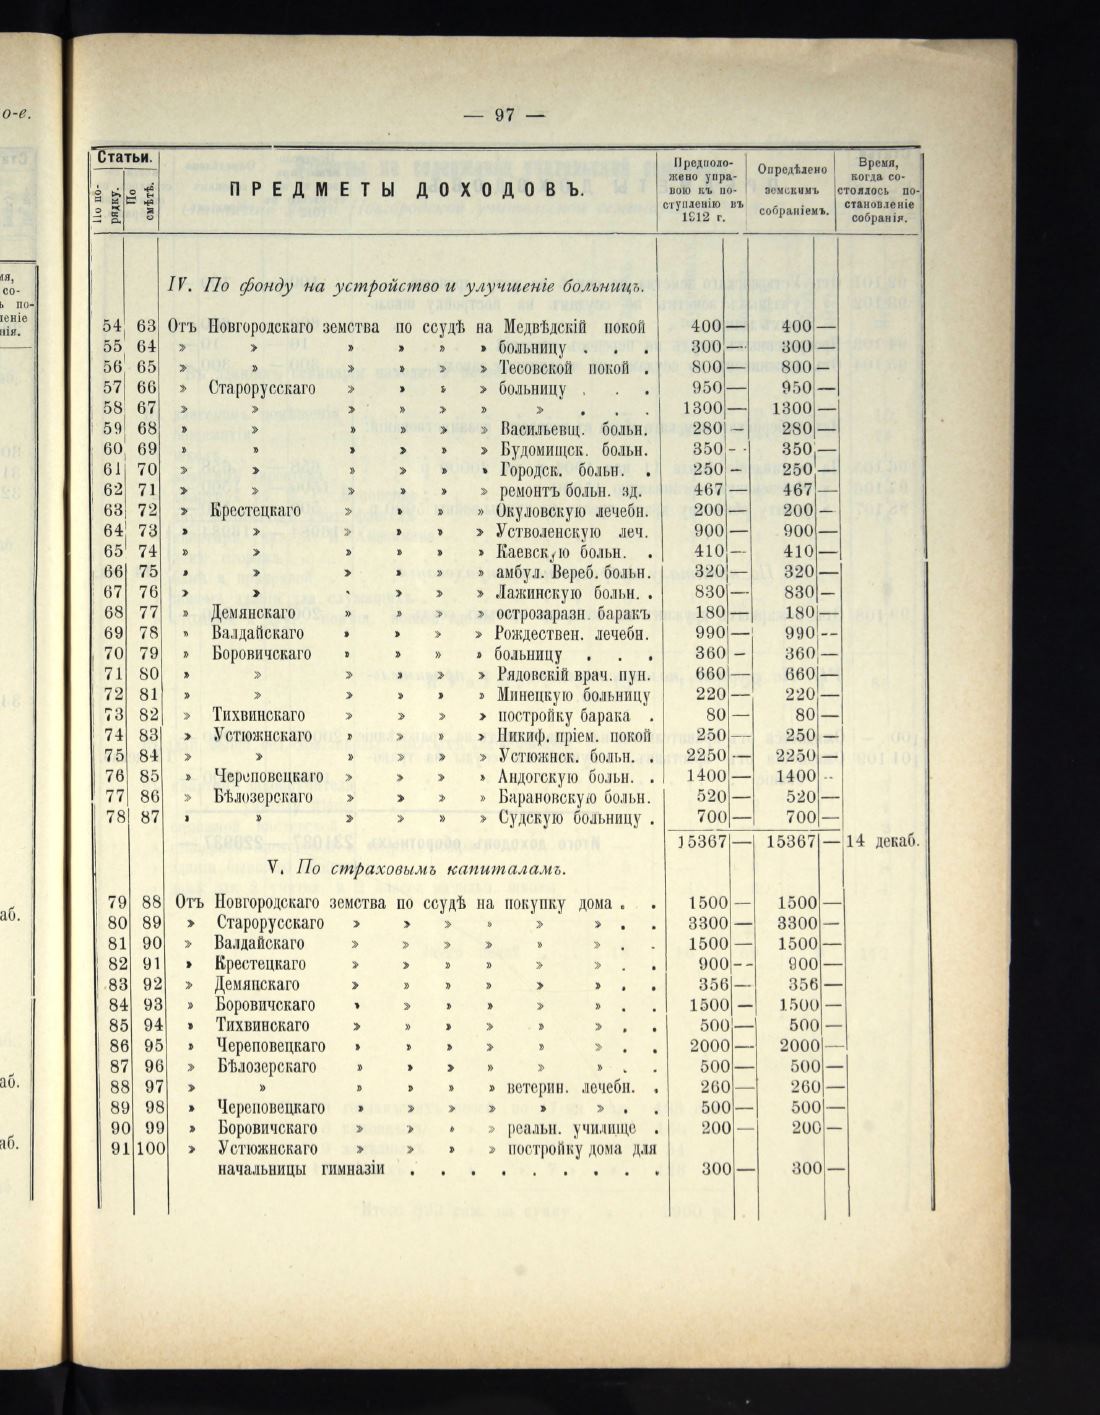 — 97 —
Статьи.
По порядку.
По смѣтѣ.
ПРЕДМЕТЫ ДОХОДОВЪ.
Предположено управою къ поступленію въ 1912 г.
Опредѣлено земскимъ собраніемъ.
Время, когда состоялось постановленіе собранія.
IV. По фонду на устройство и улучшеніе больницъ.
54 63 Отъ Новгородскаго земства по ссудѣ на Медвѣдскій покой 400 — 400 —
55 64 » » » » » » больницу . . . 300 — 300 —
56 65 » » » » » » Тесовскій покой . 800 — 800 —
57 66 » Старорусскаго » » » » больницу . . . 950 — 950 —
58 67 » » » » » » » . . . 1300 — 1300 —
59 68 » » » » » » Васильевщ. больн. 280 — 280 —
60 69 » » » » » » Будомищск. больн. 350 — 350 —
61 70 » » » » » » Городск. больн. . 250 — 250 —
62 71 » » » » » » ремонтъ больн. зд. 467 — 467 —
63 72 » Крестецкаго » » » » Окуловскую лечебн. 200 — 200 —
64 73 » » » » » » Устволенскую леч. 900 — 900 —
65 74 » » » » » » Каевскую больн. . 410 — 410 —
66 75 » » » » » » амбул. Вереб. больн. 320 — 320 —
67 76 » » » » » » Лажинскую больн. . 830 — 830 —
68 77 » Демянскаго » » » » острозаразн. баракъ 180 — 180 —
69 78 » Валдайскаго » » » » Рождествен. лечебн. 990 — 990 —
70 79 » Боровичскаго » » » » больницу . . . 360 — 360 —
71 80 » » » » » » Рядовскій врач. пун. 660 — 660 —
72 81 » » » » » » Минецкую больницу 220 — 220 —
73 82 » Тихвинскаго » » » » постройку барака . 80 — 80 —
74 83 » Устюжнскаго » » » » Никиф. пріем. покой 250 — 250 —
75 84 » » » » » » Устюжнск. больн. . 2250 — 2250 —
76 85 » Череповецкаго » » » » Андогскую больн. . 1400 — 1400 —
77 86 » Бѣлозерскаго » » » » Барановскую больн. 520 — 520 —
78 87 » » » » » » Судскую больницу . 700 — 700 —
15367 — 15367 — 14 декаб.
V. По страховымъ капиталамъ.
79 88 Отъ Новгородскаго земства по ссудѣ на покупку дома . . 1500 — 1500 —
80 89 » Старорусскаго » » » » » » . . 3300 — 3300 —
81 90 » Валдайскаго » » » » » » . . 1500 — 1500 —
82 91 » Крестецкаго » » » » » » . . 900 — 900 —
83 92 » Демянскаго » » » » » » . . 356 — 356 —
84 93 » Боровичскаго » » » » » » . . 1500 — 1500 —
85 94 » Тихвинскаго » » » » » » . . 500 — 500 —
86 95 » Череповецкаго » » » » » » . . 2000 — 2000 —
87 96 » Бѣлозерскаго » » » » » » . . 500 — 500 —
88 97 » » » » » » ветерин. лечебн. . 260 — 260 —
89 98 » Череповецкаго » » » » » » . . 500 — 500 —
90 99 » Боровичскаго » » » » реальн. училище . 200 — 200 —
91 100 » Устюжнскаго » » » » постройку дома для
начальницы гимназіи . . . . . . . . . 300 — 300 —